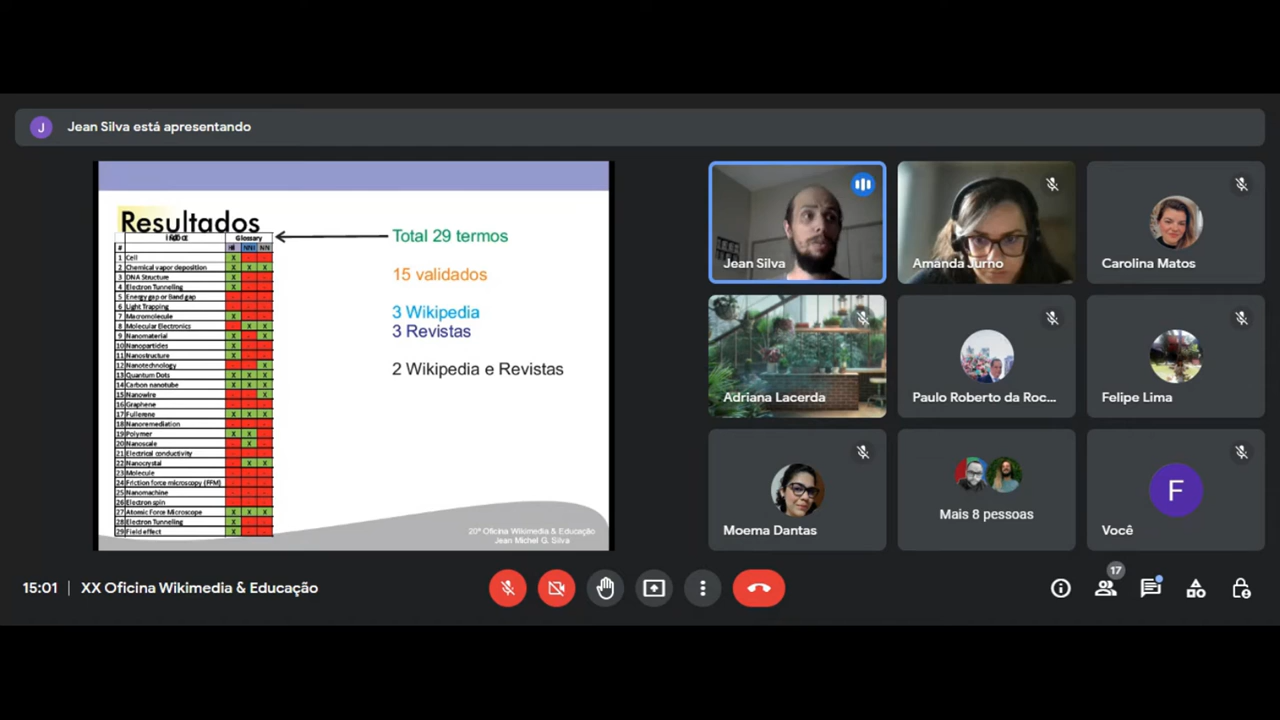 J
Jean Silva está apresentando
Resultados
Glossary
# NNI NN
1 Cell X - -
2 Chemical vapor deposition X X X
3 DNA Structure X - -
4 Electron Tunneling X - -
5 Energy gap or Band gap - - -
6 Light Trapping - - -
7 Macromolecule X - -
8 Molecular Electronics - X X
9 Nanomaterial X - X
10 Nanoparticles X - -
11 Nanostructure X - -
12 Nanotechnology - - X
13 Quantum Dots X X X
14 Carbon nanotube X X X
15 Nanowire - - X
16 Graphene - - -
17 Fullerene X X X
18 Nanoremediation - - -
19 Polymer X X -
20 Nanoscale - X -
21 Electrical conductivity - - -
22 Nanocrystal - X X
23 Molecule - - -
24 Friction force microscopy (FFM) - - -
25 Nanomachine - - -
26 Electron spin - - -
27 Atomic Force Microscope X X X
28 Electron Tunneling X - -
29 Field effect X - -
Total 29 termos
15 validados
3 Wikipedia
3 Revistas
2 Wikipedia e Revistas
20ª Oficina Wikimedia & Educação
Jean Michel G. Silva
Jean Silva
Amanda Jurno
Carolina Matos
Adriana Lacerda
Paulo Roberto da Roc...
Felipe Lima
Moema Dantas
Mais 8 pessoas
F
Você
15:01 | XX Oficina Wikimedia & Educação
17